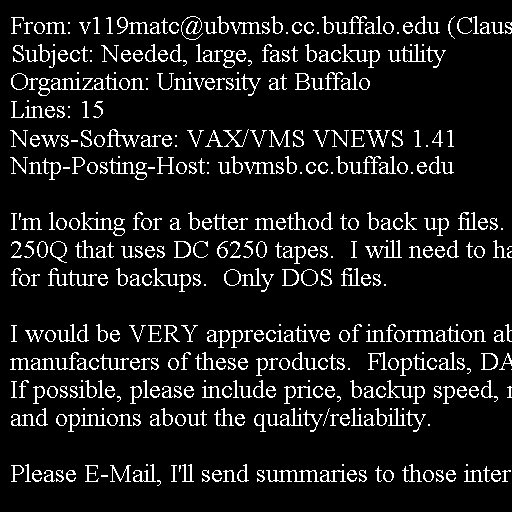 From: v119matc@ubvmsb.cc.buffalo.edu (Claus
Subject: Needed, large, fast backup utility
Organization: University at Buffalo
Lines: 15
News-Software: VAX/VMS VNEWS 1.41
Nntp-Posting-Host: ubvmsb.cc.buffalo.edu

I'm looking for a better method to back up files.
250Q that uses DC 6250 tapes.  I will need to ha
for future backups.  Only DOS files.

I would be VERY appreciative of information ab
manufacturers of these products.  Flopticals, DA
If possible, please include price, backup speed,
and opinions about the quality/reliability.

Please E-Mail, I'll send summaries to those inter